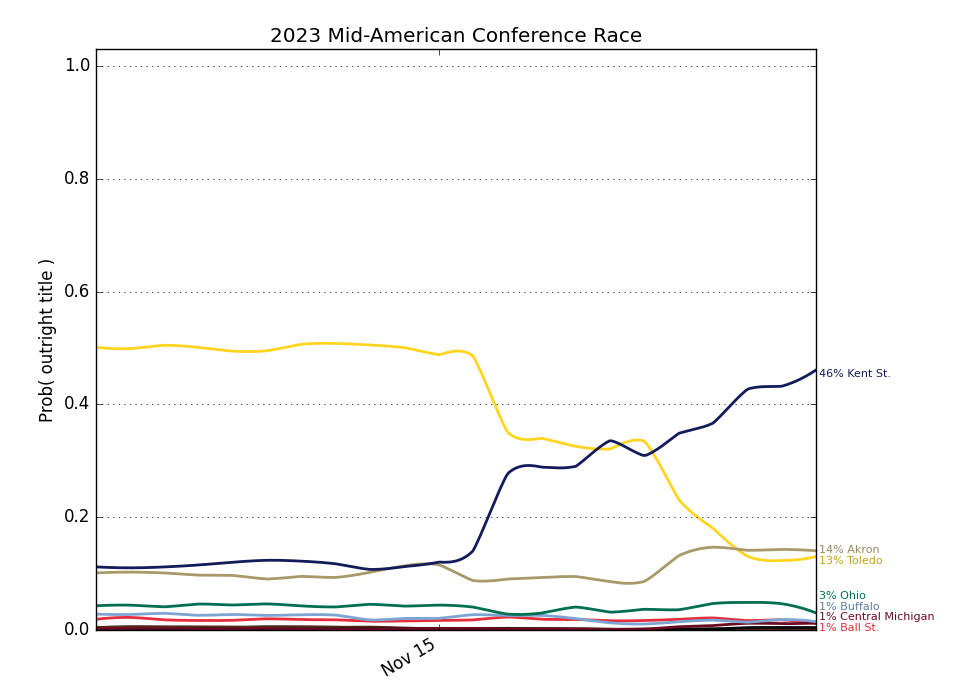 2023 Mid-American Conference Race
Prob( outright title )
1.0
0.8
0.6
0.4
0.2
0.0
Nov 15
46% Kent St.
14% Akron
13% Toledo
3% Ohio
1% Buffalo
1% Central Michigan
1% Ball St.